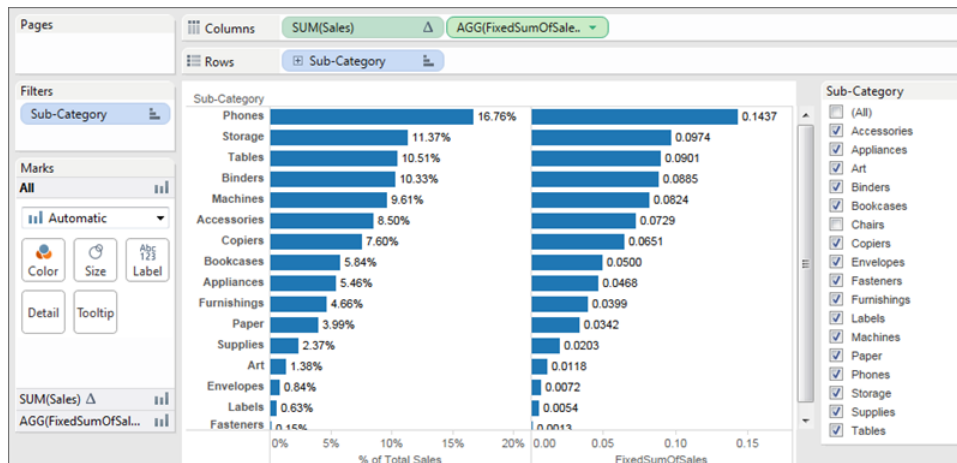 Pages
Columns SUM(Sales) Δ AGG(FixedSumOfSale..
Rows Sub-Category
Filters
Sub-Category
Marks
All
Automatic
Color Size Abc 123 Label
Detail Tooltip
SUM(Sales) Δ
AGG(FixedSumOfSal...
Sub-Category
Phones 16.76% 0.1437
Storage 11.37% 0.0974
Tables 10.51% 0.0901
Binders 10.33% 0.0885
Machines 9.61% 0.0824
Accessories 8.50% 0.0729
Copiers 7.60% 0.0651
Bookcases 5.84% 0.0500
Appliances 5.46% 0.0468
Furnishings 4.66% 0.0399
Paper 3.99% 0.0342
Supplies 2.37% 0.0203
Art 1.38% 0.0118
Envelopes 0.84% 0.0072
Labels 0.63% 0.0054
Fasteners 0.15% 0.0013
0% 5% 10% 15% 20% 0.00 0.05 0.10 0.15
% of Total Sales FixedSumOfSales
Sub-Category
(All)
Accessories
Appliances
Art
Binders
Bookcases
Chairs
Copiers
Envelopes
Fasteners
Furnishings
Labels
Machines
Paper
Phones
Storage
Supplies
Tables